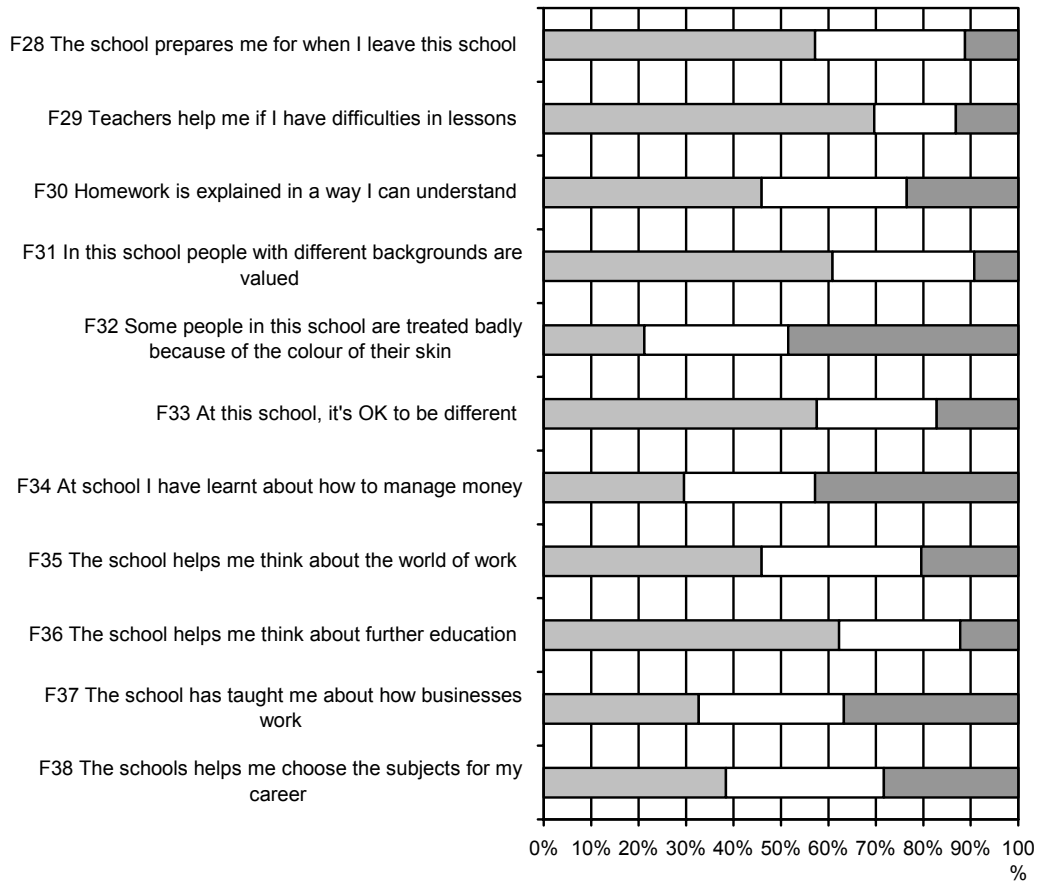 F28 The school prepares me for when I leave this school
F29 Teachers help me if I have difficulties in lessons
F30 Homework is explained in a way I can understand
F31 In this school people with different backgrounds are
valued
F32 Some people in this school are treated badly
because of the colour of their skin
F33 At this school, it's OK to be different
F34 At school I have learnt about how to manage money
F35 The school helps me think about the world of work
F36 The school helps me think about further education
F37 The school has taught me about how businesses
work
F38 The schools helps me choose the subjects for my
career
0% 10% 20% 30% 40% 50% 60% 70% 80% 90% 100
%